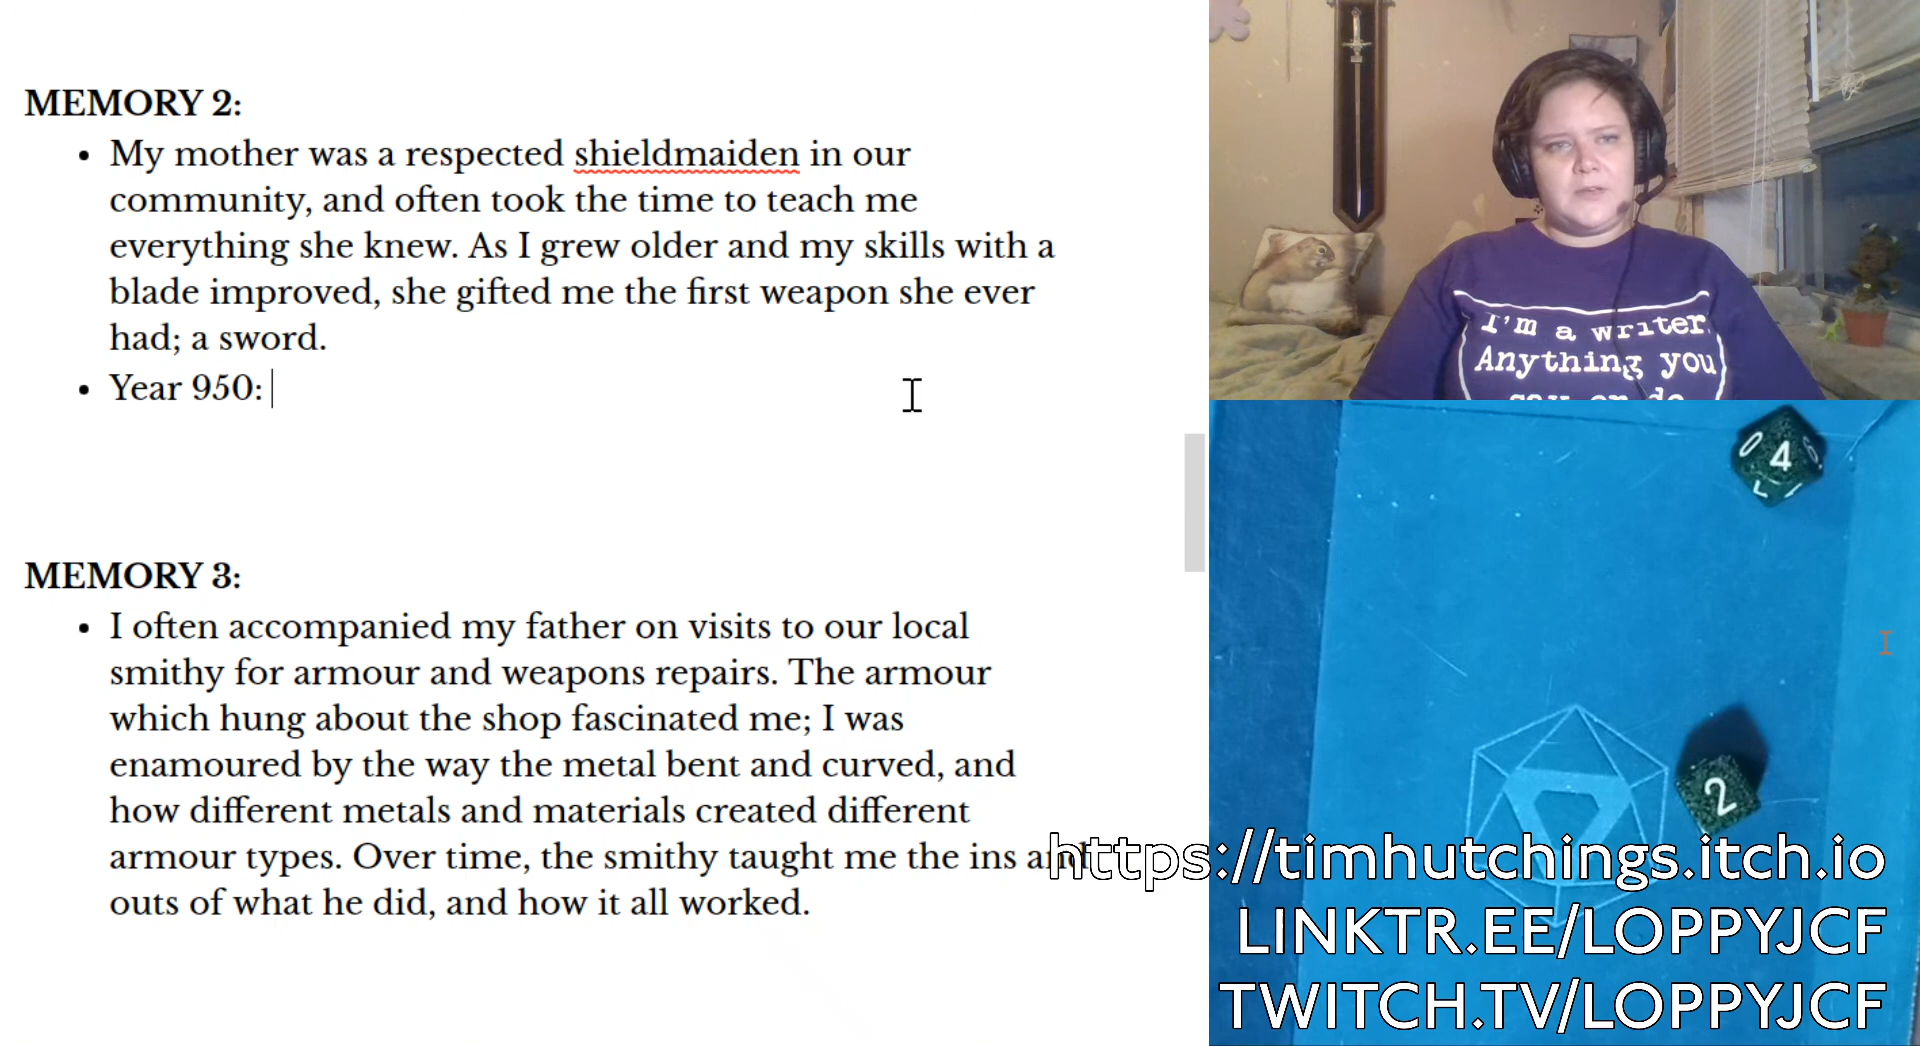 MEMORY 2:
• My mother was a respected shieldmaiden in our
community, and often took the time to teach me
everything she knew. As I grew older and my skills with a
blade improved, she gifted me the first weapon she ever
had; a sword.
• Year 950:
MEMORY 3:
• I often accompanied my father on visits to our local
smithy for armour and weapons repairs. The armour
which hung about the shop fascinated me; I was
enamoured by the way the metal bent and curved, and
how different metals and materials created different
armour types. Over time, the smithy taught me the ins and
outs of what he did, and how it all worked.
I'm a writer
Anything you
say or do
0 4
2
https://timhutchings.itch.io
LINKTR.EE/LOPPYJCF
TWITCH.TV/LOPPYJCF